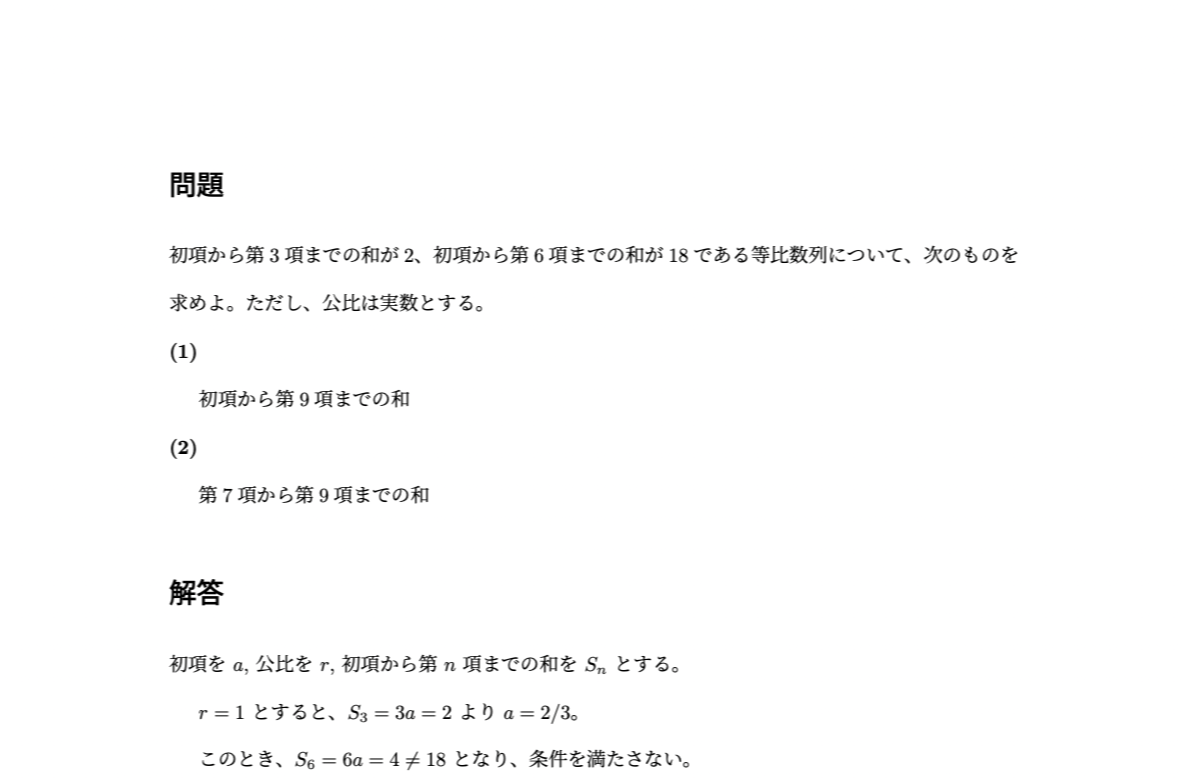 問題
初項から第 3 項までの和が 2、初項から第 6 項までの和が 18 である等比数列について、次のものを
求めよ。ただし、公比は実数とする。
(1)
初項から第 9 項までの和
(2)
第 7 項から第 9 項までの和
解答
初項を a, 公比を r, 初項から第 n 項までの和を Sₙ とする。
r = 1 とすると、S₃ = 3a = 2 より a = 2/3。
このとき、S₆ = 6a = 4 ≠ 18 となり、条件を満たさない。